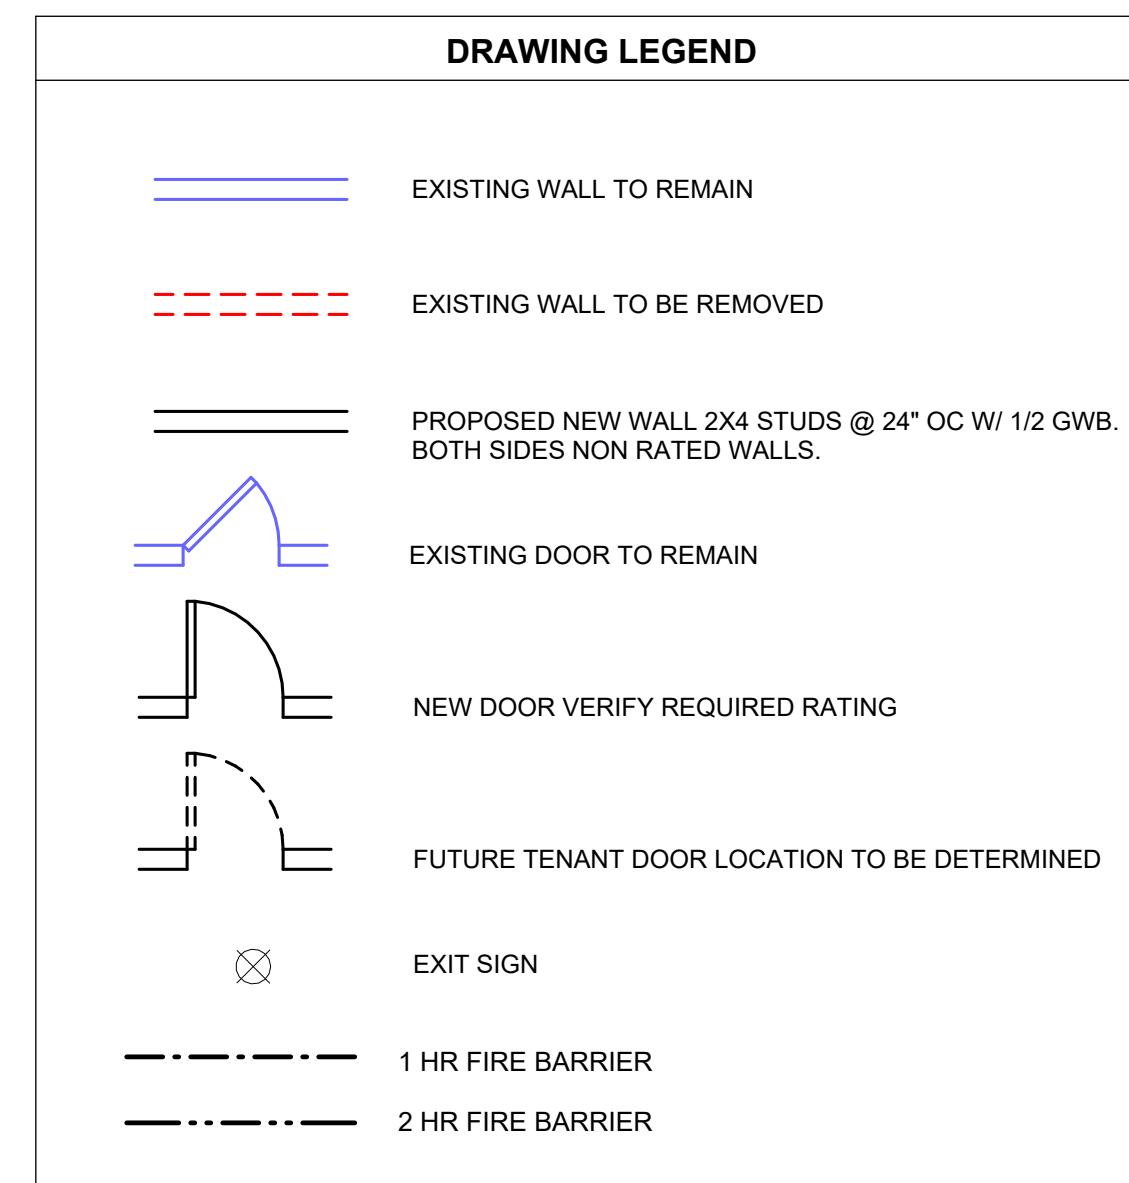 DRAWING LEGEND
EXISTING WALL TO REMAIN
EXISTING WALL TO BE REMOVED
PROPOSED NEW WALL 2X4 STUDS @ 24" OC W/ 1/2 GWB.
BOTH SIDES NON RATED WALLS.
EXISTING DOOR TO REMAIN
NEW DOOR VERIFY REQUIRED RATING
FUTURE TENANT DOOR LOCATION TO BE DETERMINED
EXIT SIGN
1 HR FIRE BARRIER
2 HR FIRE BARRIER